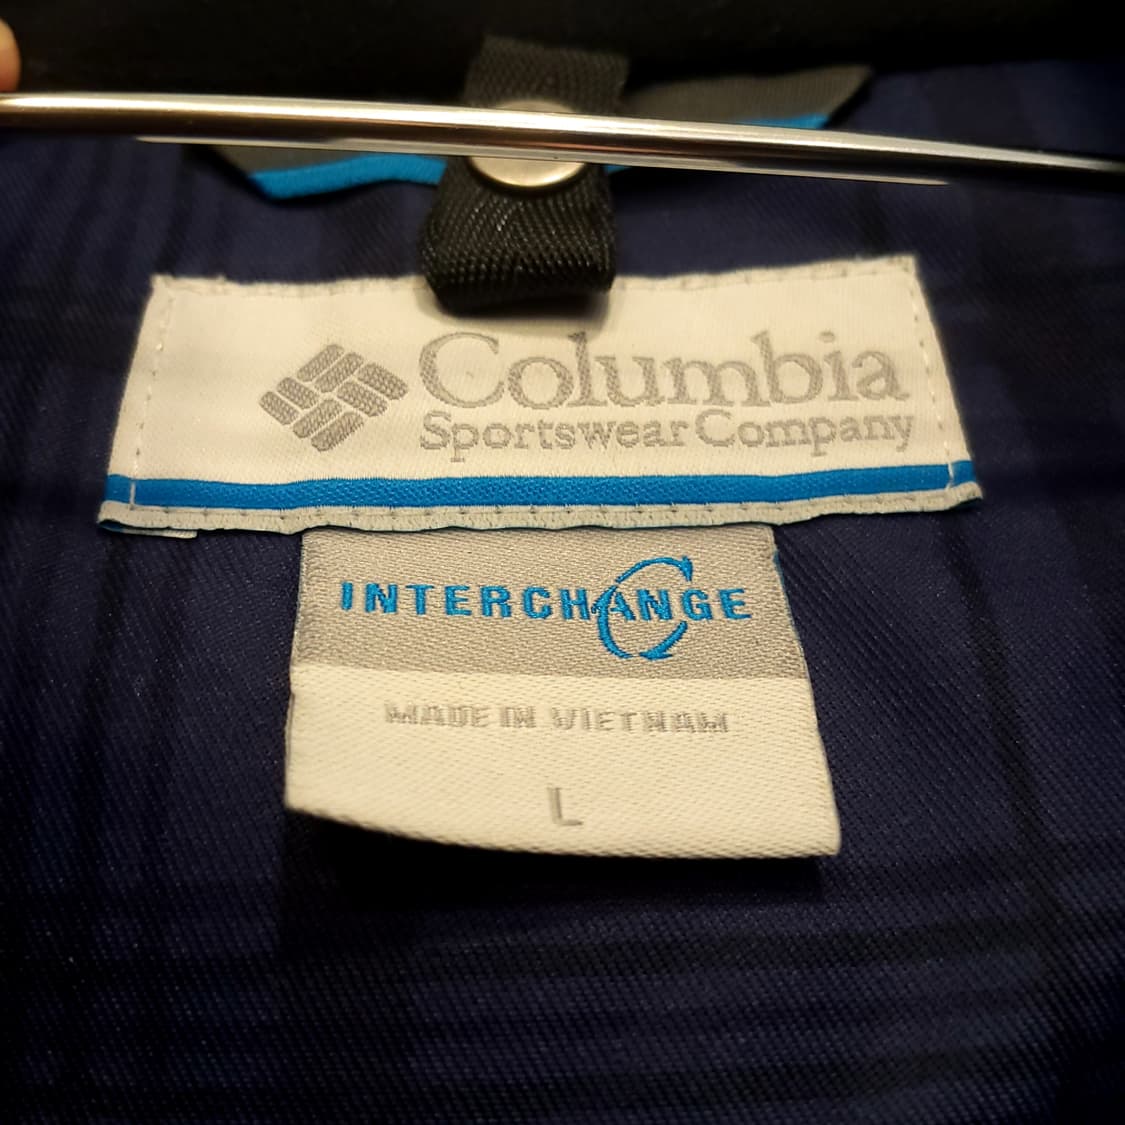 Columbia
Sportswear Company
INTERCHANGE
MADE IN VIETNAM
L